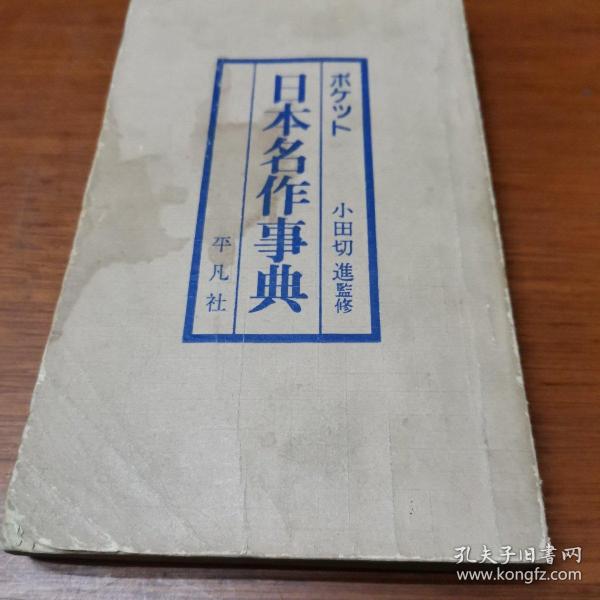 ポケット
小田切 進監修
日本名作事典
平凡社
孔夫子旧书网
www.kongfz.com